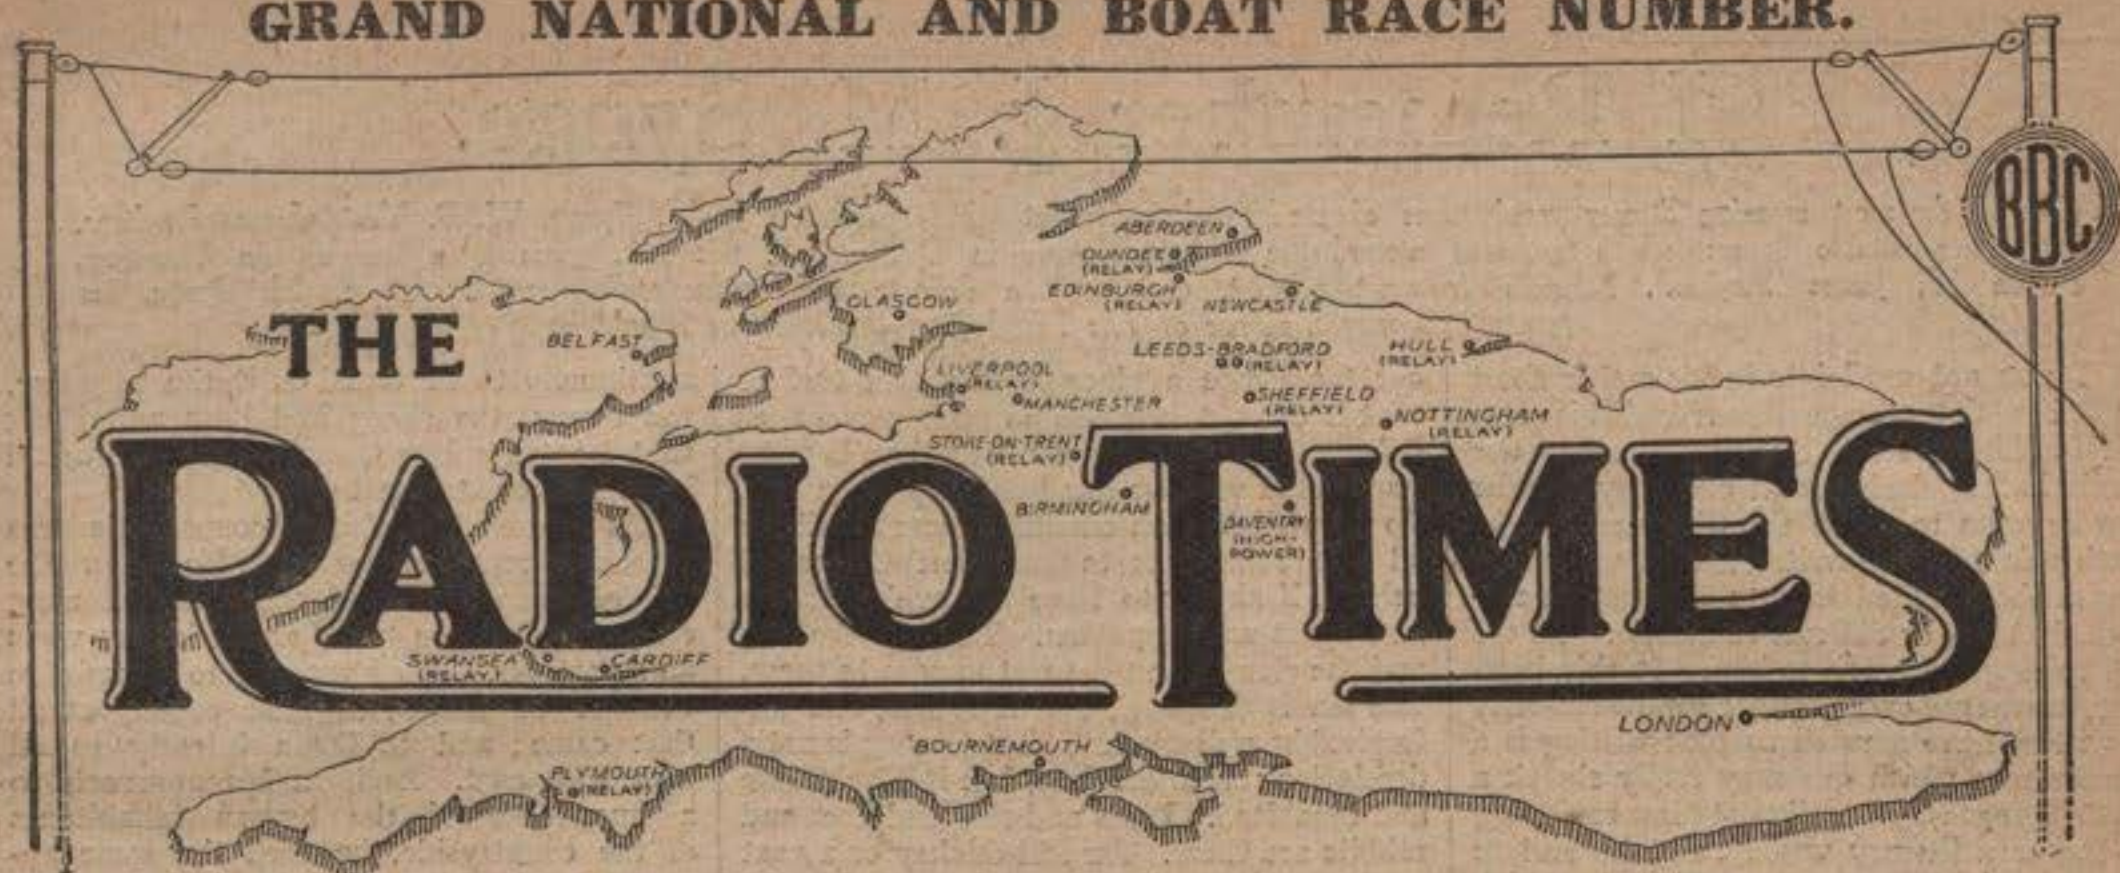 GRAND NATIONAL AND BOAT RACE NUMBER.
BBC
ABERDEEN
DUNDEE
(RELAY)
EDINBURGH
(RELAY)
NEWCASTLE
GLASGOW
THE
BELFAST
LEEDS-BRADFORD
(RELAY)
HULL
(RELAY)
LIVERPOOL
(RELAY)
MANCHESTER
SHEFFIELD
(RELAY)
NOTTINGHAM
(RELAY)
STOKE-ON-TRENT
(RELAY)
RADIO TIMES
BIRMINGHAM
DAVENTRY
(HIGH-
POWER)
SWANSEA
(RELAY)
CARDIFF
LONDON
BOURNEMOUTH
PLYMOUTH
(RELAY)